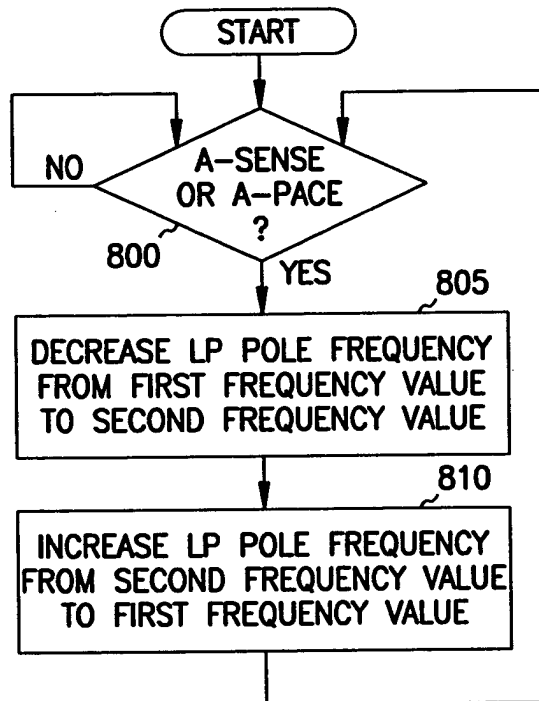 START
A-SENSE
OR A-PACE
?
NO
800
YES
805
DECREASE LP POLE FREQUENCY
FROM FIRST FREQUENCY VALUE
TO SECOND FREQUENCY VALUE
810
INCREASE LP POLE FREQUENCY
FROM SECOND FREQUENCY VALUE
TO FIRST FREQUENCY VALUE